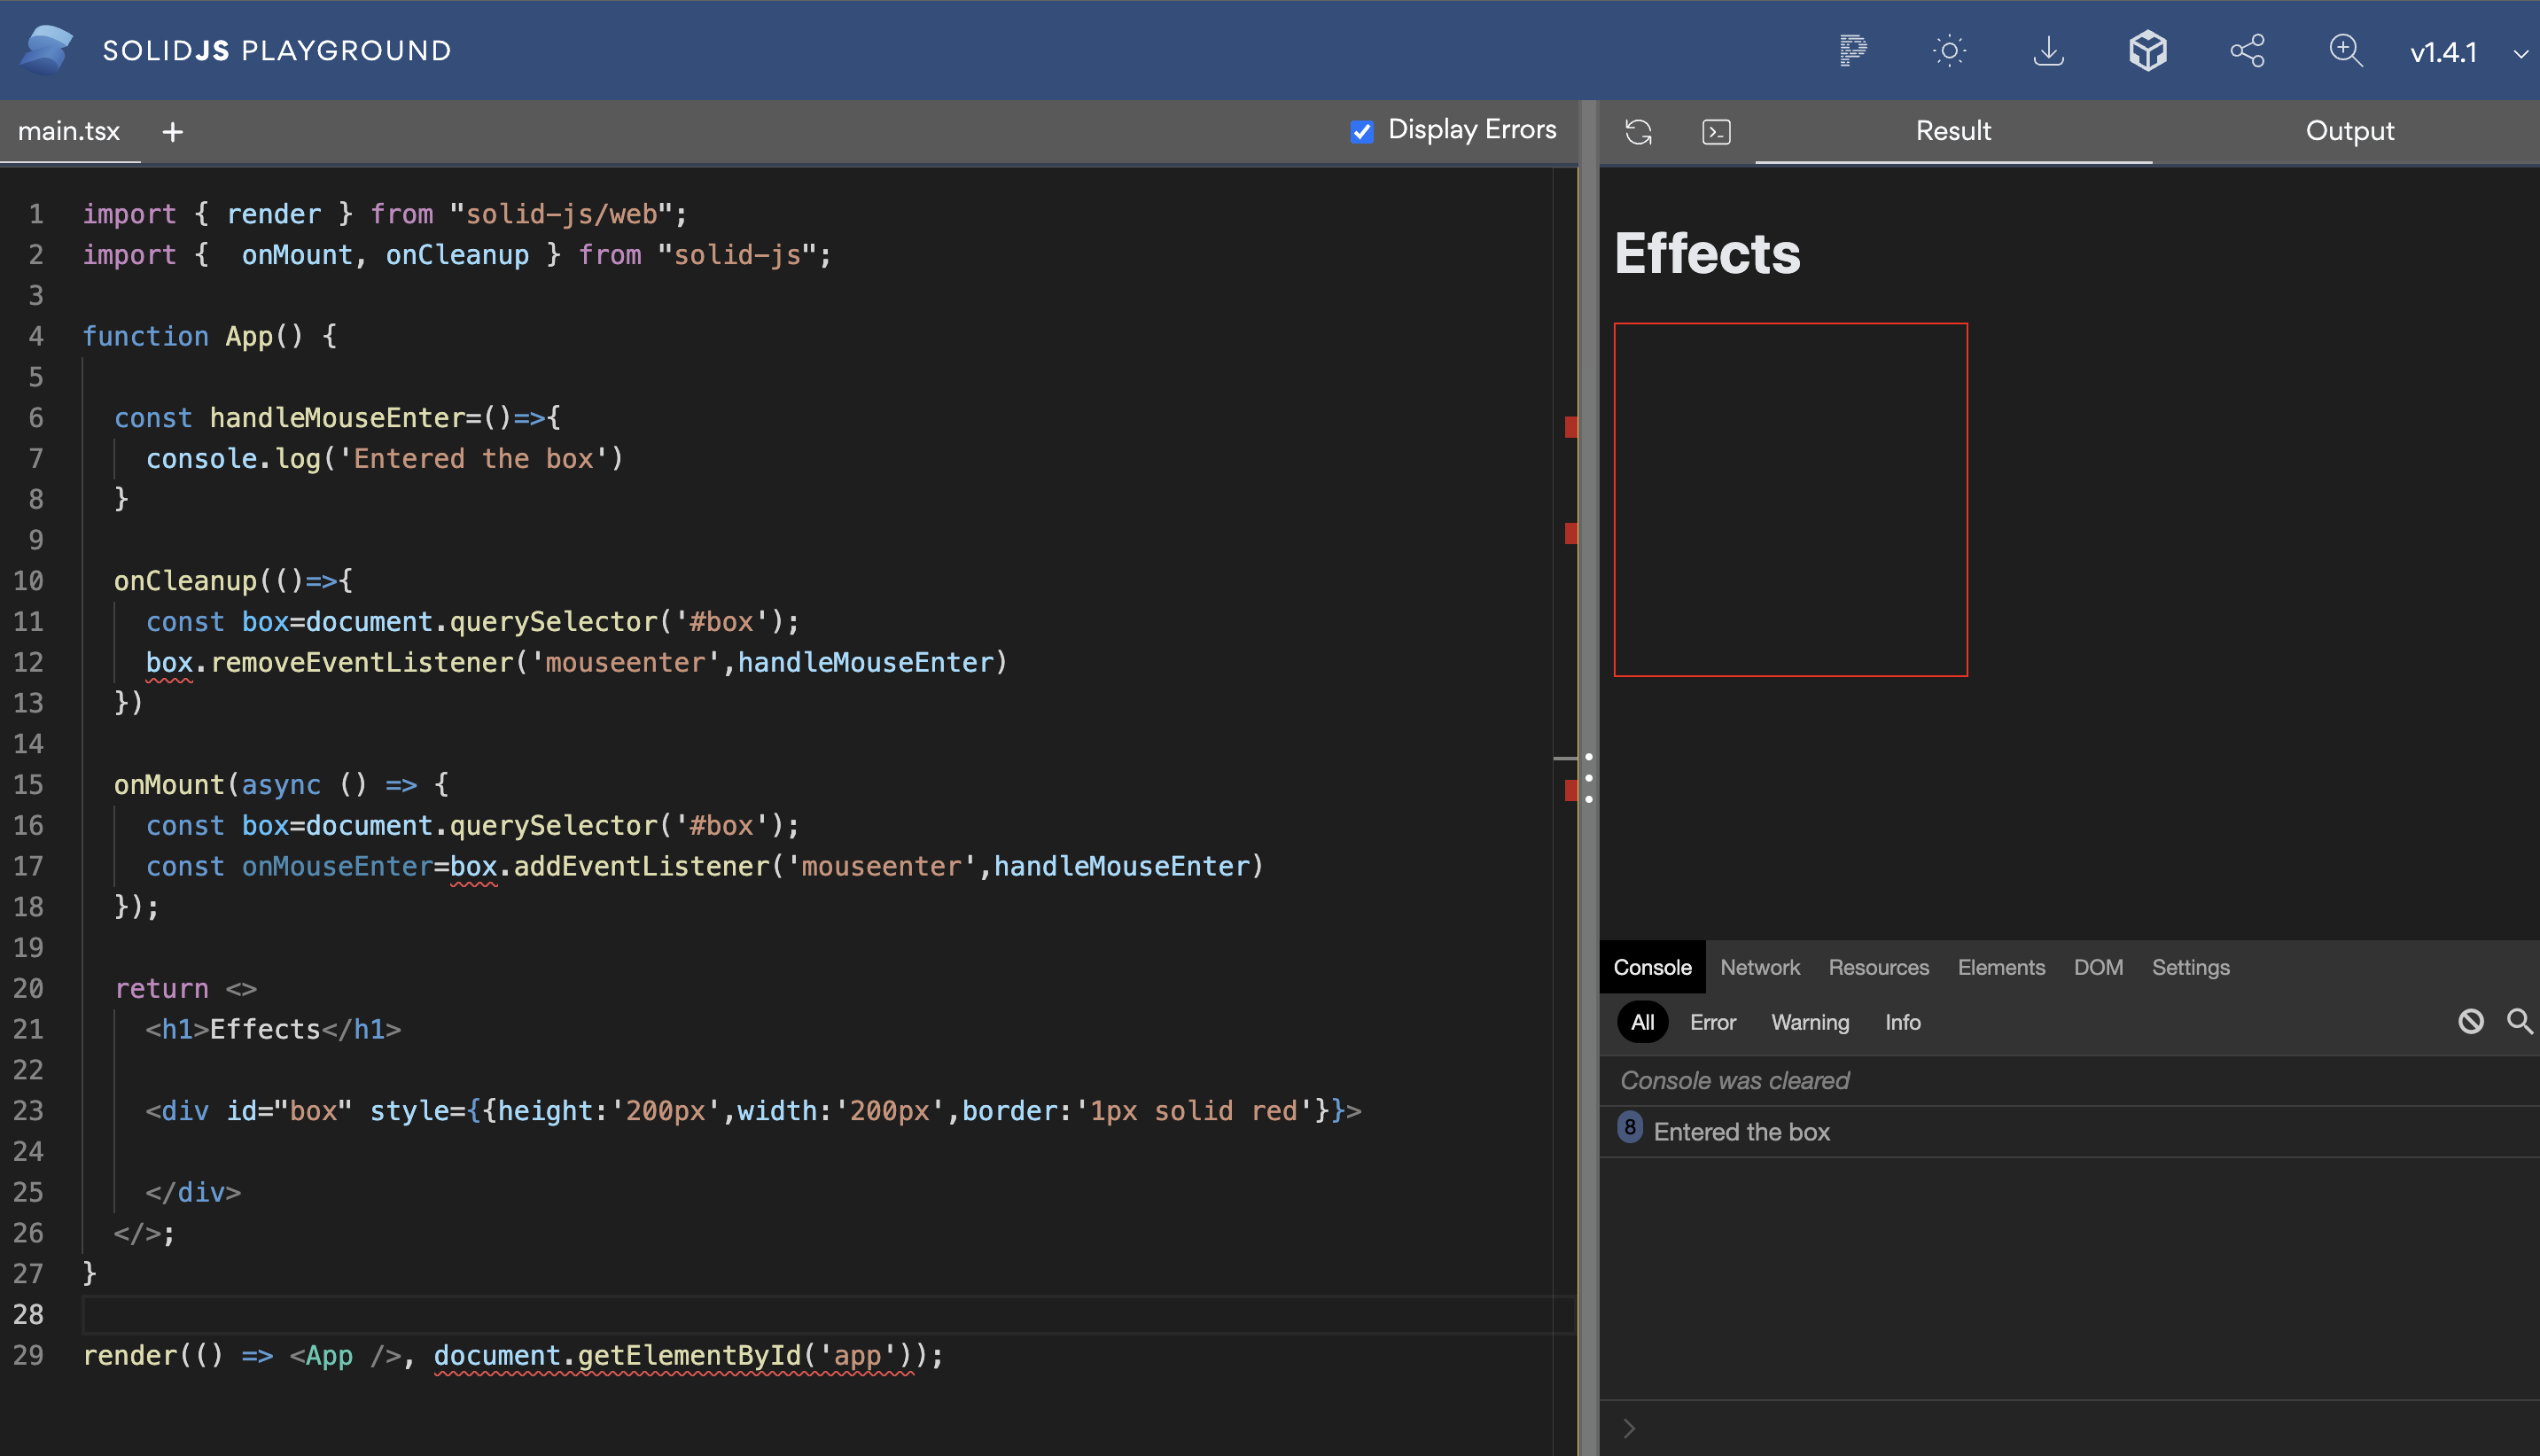 SOLIDJS PLAYGROUND
v1.4.1
main.tsx +
Display Errors
Result
Output
1 import { render } from "solid-js/web";
2 import {  onMount, onCleanup } from "solid-js";
3
4 function App() {
5
6   const handleMouseEnter=()=>{
7     console.log('Entered the box')
8   }
9
10   onCleanup(()=>{
11     const box=document.querySelector('#box');
12     box.removeEventListener('mouseenter',handleMouseEnter)
13   })
14
15   onMount(async () => {
16     const box=document.querySelector('#box');
17     const onMouseEnter=box.addEventListener('mouseenter',handleMouseEnter)
18   });
19
20   return <>
21     <h1>Effects</h1>
22
23     <div id="box" style={{height:'200px',width:'200px',border:'1px solid red'}}>
24
25     </div>
26   </>;
27 }
28
29 render(() => <App />, document.getElementById('app'));
Effects
Console Network Resources Elements DOM Settings
All Error Warning Info
Console was cleared
8 Entered the box